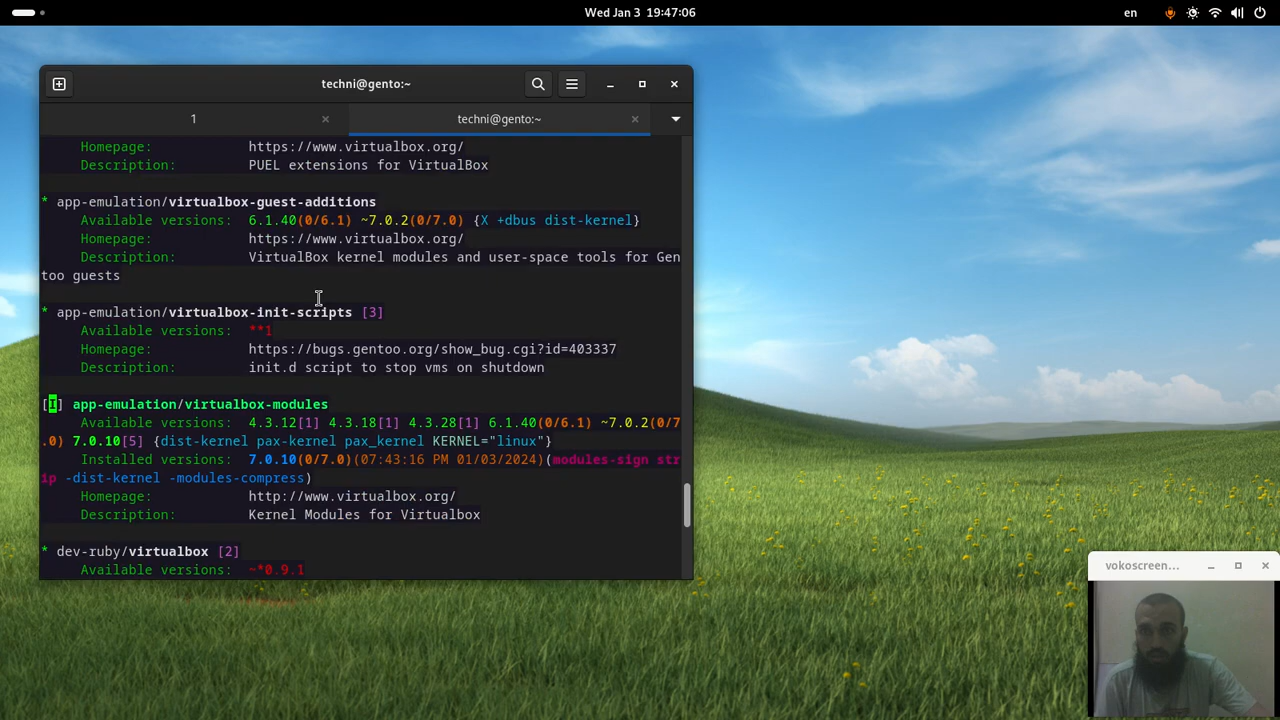 Wed Jan 3 19:47:06
en
techni@gento:~
1
techni@gento:~
Homepage: https://www.virtualbox.org/
Description: PUEL extensions for VirtualBox
* app-emulation/virtualbox-guest-additions
Available versions: 6.1.40(0/6.1) ~7.0.2(0/7.0) {X +dbus dist-kernel}
Homepage: https://www.virtualbox.org/
Description: VirtualBox kernel modules and user-space tools for Gen
too guests
* app-emulation/virtualbox-init-scripts [3]
Available versions: **1
Homepage: https://bugs.gentoo.org/show_bug.cgi?id=403337
Description: init.d script to stop vms on shutdown
[I] app-emulation/virtualbox-modules
Available versions: 4.3.12[1] 4.3.18[1] 4.3.28[1] 6.1.40(0/6.1) ~7.0.2(0/7
.0) 7.0.10[5] {dist-kernel pax-kernel pax_kernel KERNEL="linux"}
Installed versions: 7.0.10(0/7.0)(07:43:16 PM 01/03/2024)(modules-sign str
ip -dist-kernel -modules-compress)
Homepage: http://www.virtualbox.org/
Description: Kernel Modules for Virtualbox
* dev-ruby/virtualbox [2]
Available versions: ~*0.9.1
vokoscreen...